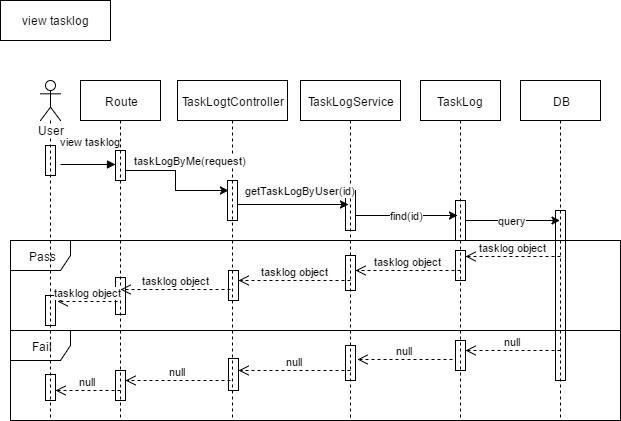 view tasklog
Route
TaskLogtController
TaskLogService
TaskLog
DB
User
view tasklog
taskLogByMe(request)
getTaskLogByUser(id)
find(id)
query
Pass
tasklog object
tasklog object
tasklog object
tasklog object
tasklog object
Fail
null
null
null
null
null